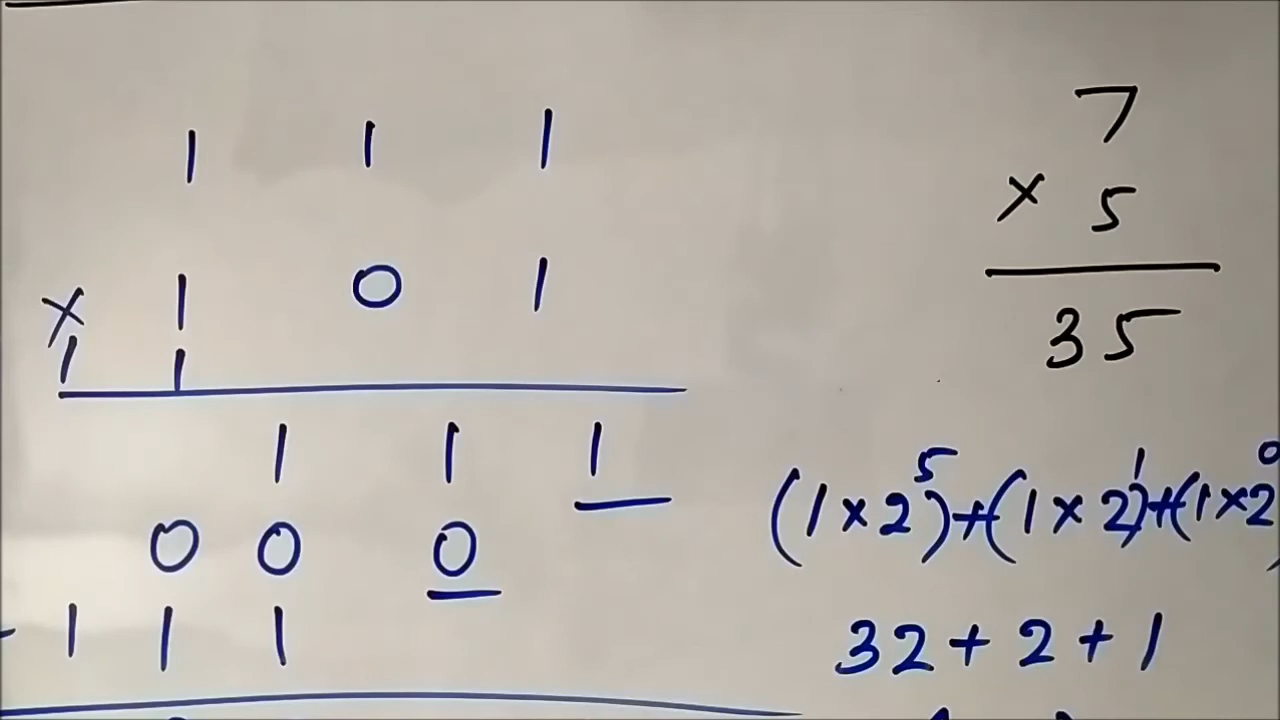 1 1 1
× 1 0 1
1 1
1 1 1
0 0 0
1 1 1
7
× 5
35
(1×2⁵)+(1×2¹)+(1×2⁰)
32+2+1